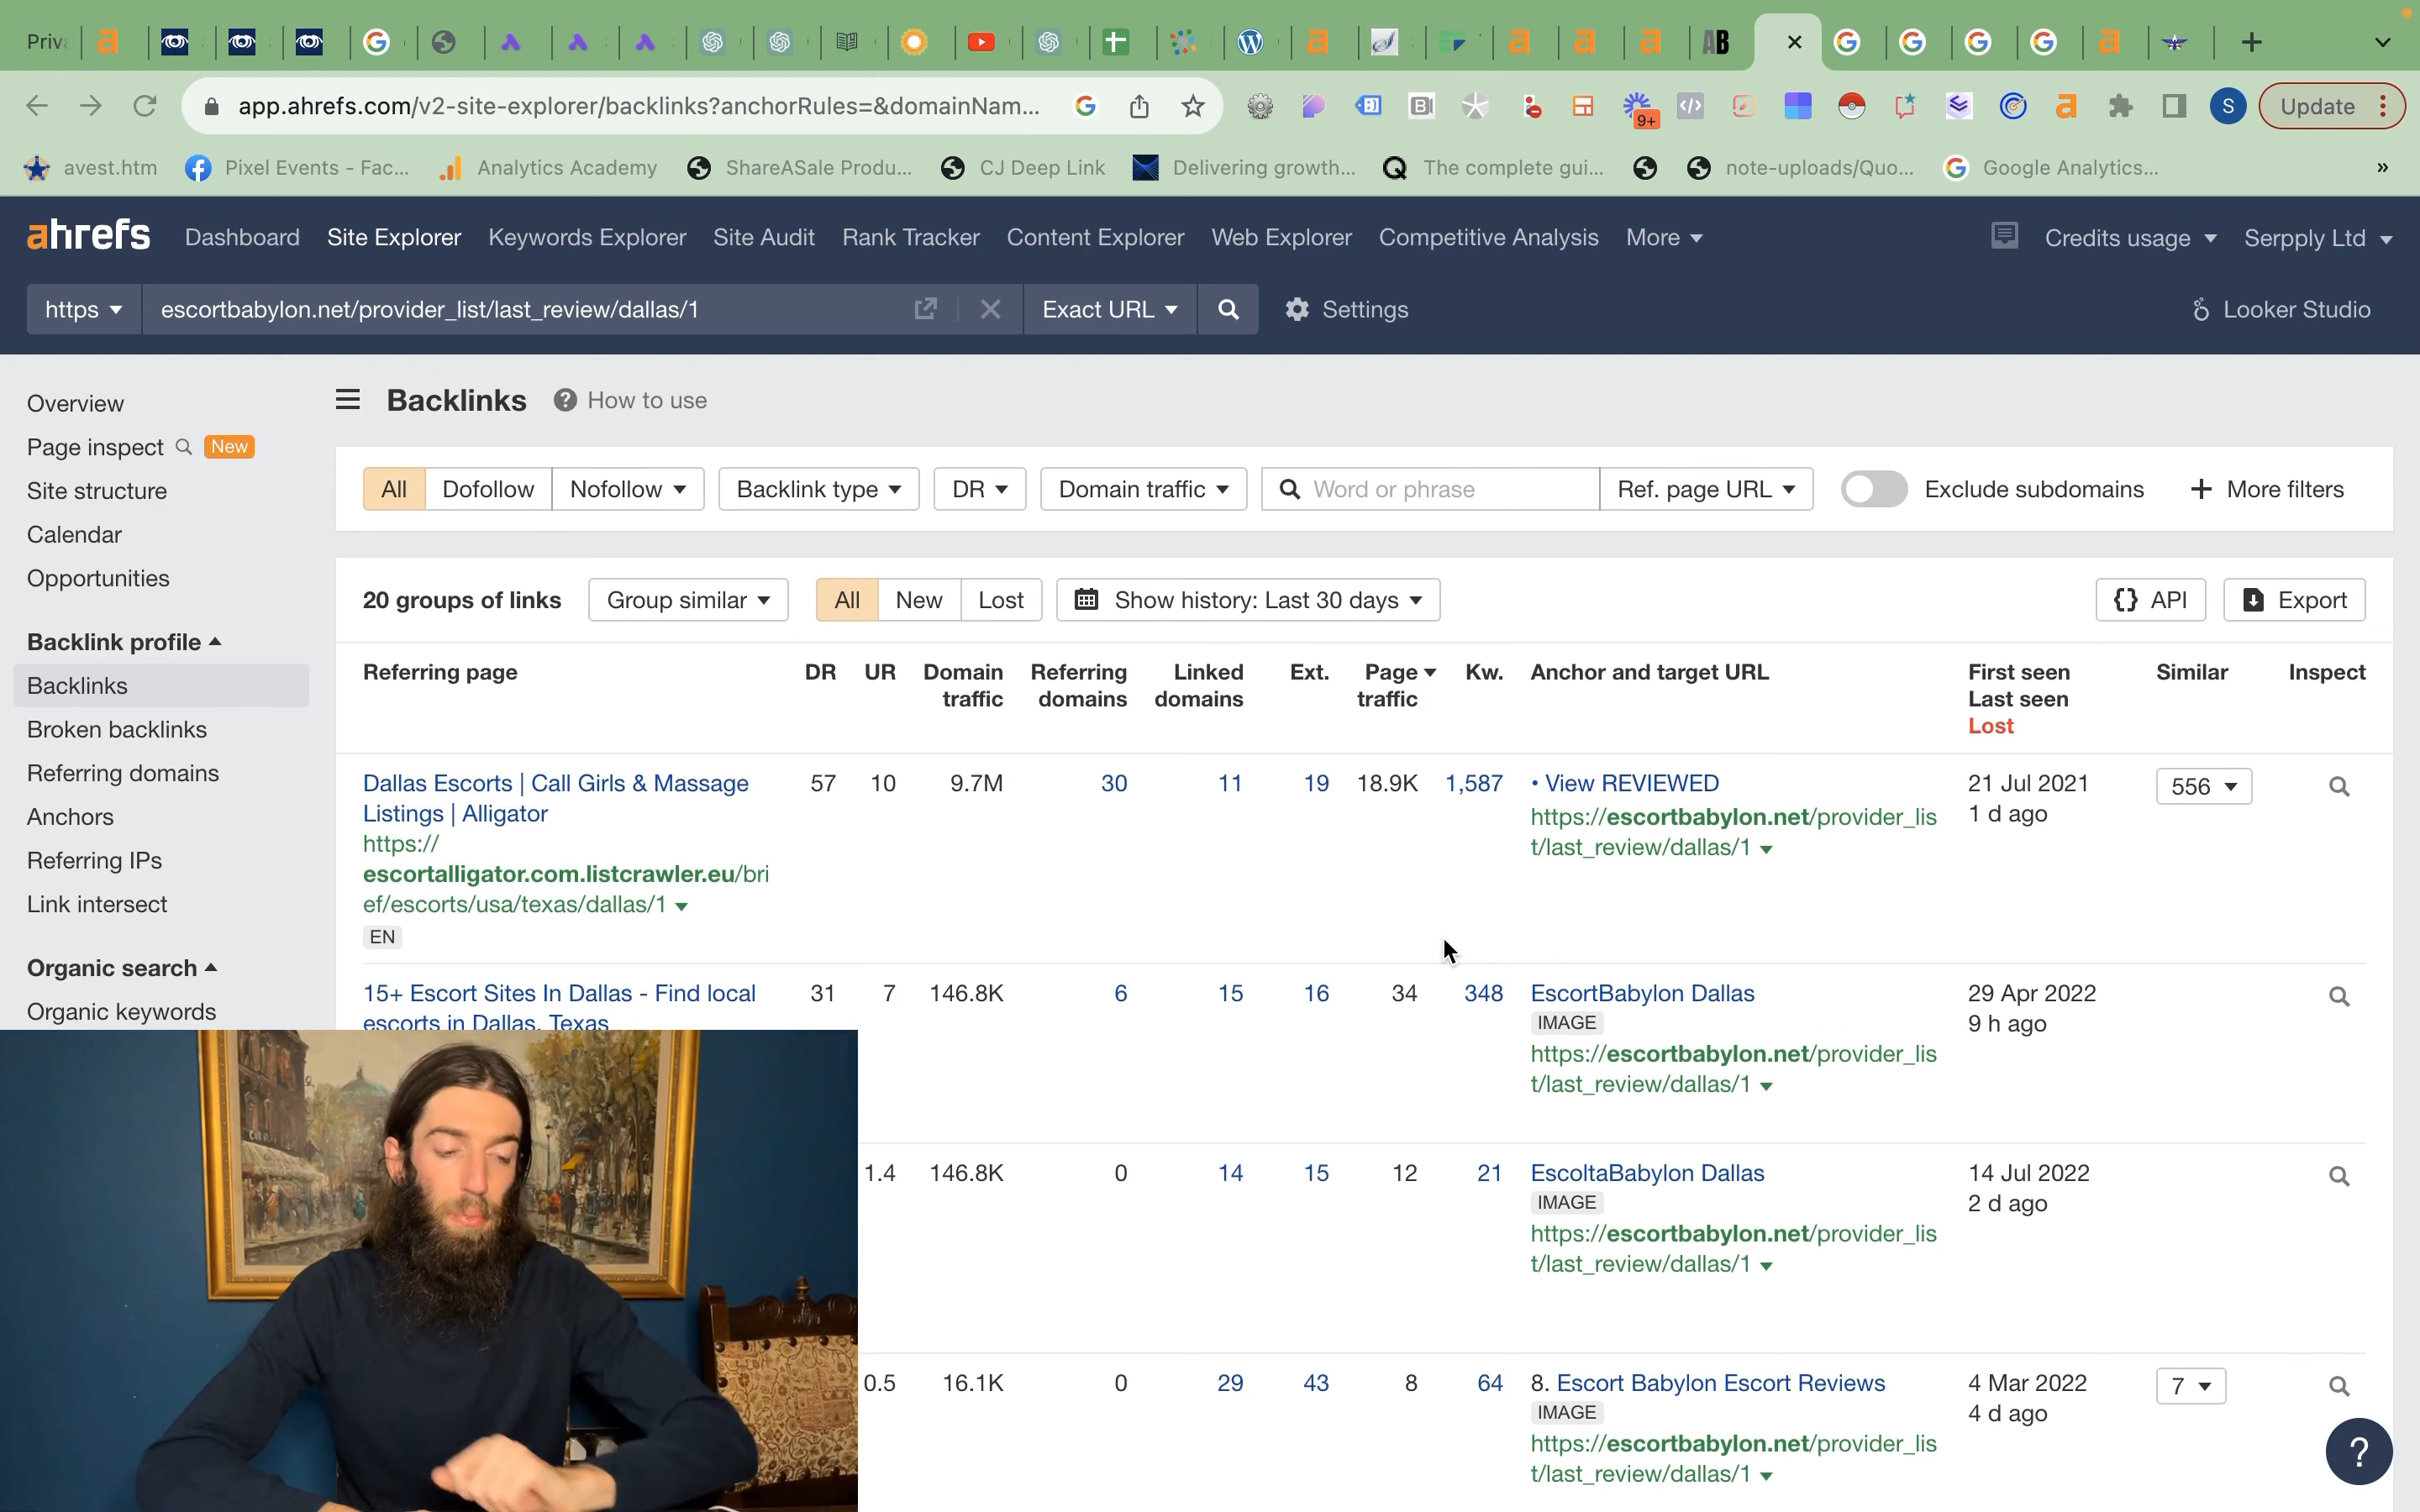 Priv
AB
app.ahrefs.com/v2-site-explorer/backlinks?anchorRules=&domainNam...
9+
S
Update
avest.htm
Pixel Events - Fac...
Analytics Academy
ShareASale Produ...
CJ Deep Link
Delivering growth...
The complete gui...
note-uploads/Quo...
Google Analytics...
»
ahrefs
Dashboard
Site Explorer
Keywords Explorer
Site Audit
Rank Tracker
Content Explorer
Web Explorer
Competitive Analysis
More
Credits usage
Serpply Ltd
https
escortbabylon.net/provider_list/last_review/dallas/1
Exact URL
Settings
Looker Studio
Overview
Page inspect
New
Site structure
Calendar
Opportunities
Backlink profile
Backlinks
Broken backlinks
Referring domains
Anchors
Referring IPs
Link intersect
Organic search
Organic keywords
Backlinks
How to use
All
Dofollow
Nofollow
Backlink type
DR
Domain traffic
Word or phrase
Ref. page URL
Exclude subdomains
+ More filters
20 groups of links
Group similar
All
New
Lost
Show history: Last 30 days
{} API
Export
Referring page
DR
UR
Domain
traffic
Referring
domains
Linked
domains
Ext.
Page
traffic
Kw.
Anchor and target URL
First seen
Last seen
Lost
Similar
Inspect
Dallas Escorts | Call Girls & Massage
Listings | Alligator
https://
escortalligator.com.listcrawler.eu/bri
ef/escorts/usa/texas/dallas/1
EN
57
10
9.7M
30
11
19
18.9K
1,587
• View REVIEWED
https://escortbabylon.net/provider_lis
t/last_review/dallas/1
21 Jul 2021
1 d ago
556
15+ Escort Sites In Dallas - Find local
escorts in Dallas, Texas
31
7
146.8K
6
15
16
34
348
EscortBabylon Dallas
IMAGE
https://escortbabylon.net/provider_lis
t/last_review/dallas/1
29 Apr 2022
9 h ago
1.4
146.8K
0
14
15
12
21
EscoltaBabylon Dallas
IMAGE
https://escortbabylon.net/provider_lis
t/last_review/dallas/1
14 Jul 2022
2 d ago
0.5
16.1K
0
29
43
8
64
8. Escort Babylon Escort Reviews
IMAGE
https://escortbabylon.net/provider_lis
t/last_review/dallas/1
4 Mar 2022
4 d ago
7
?